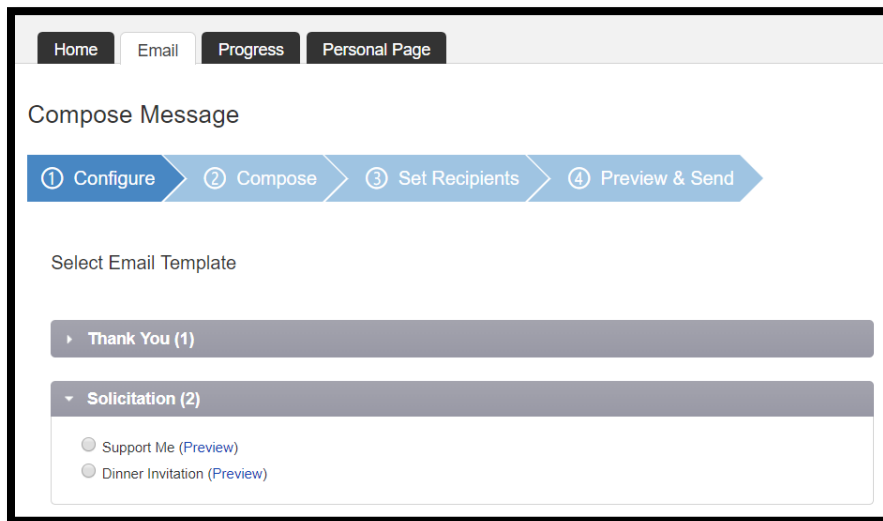 Home Email Progress Personal Page
Compose Message
1 Configure 2 Compose 3 Set Recipients 4 Preview & Send
Select Email Template
Thank You (1)
Solicitation (2)
Support Me (Preview)
Dinner Invitation (Preview)